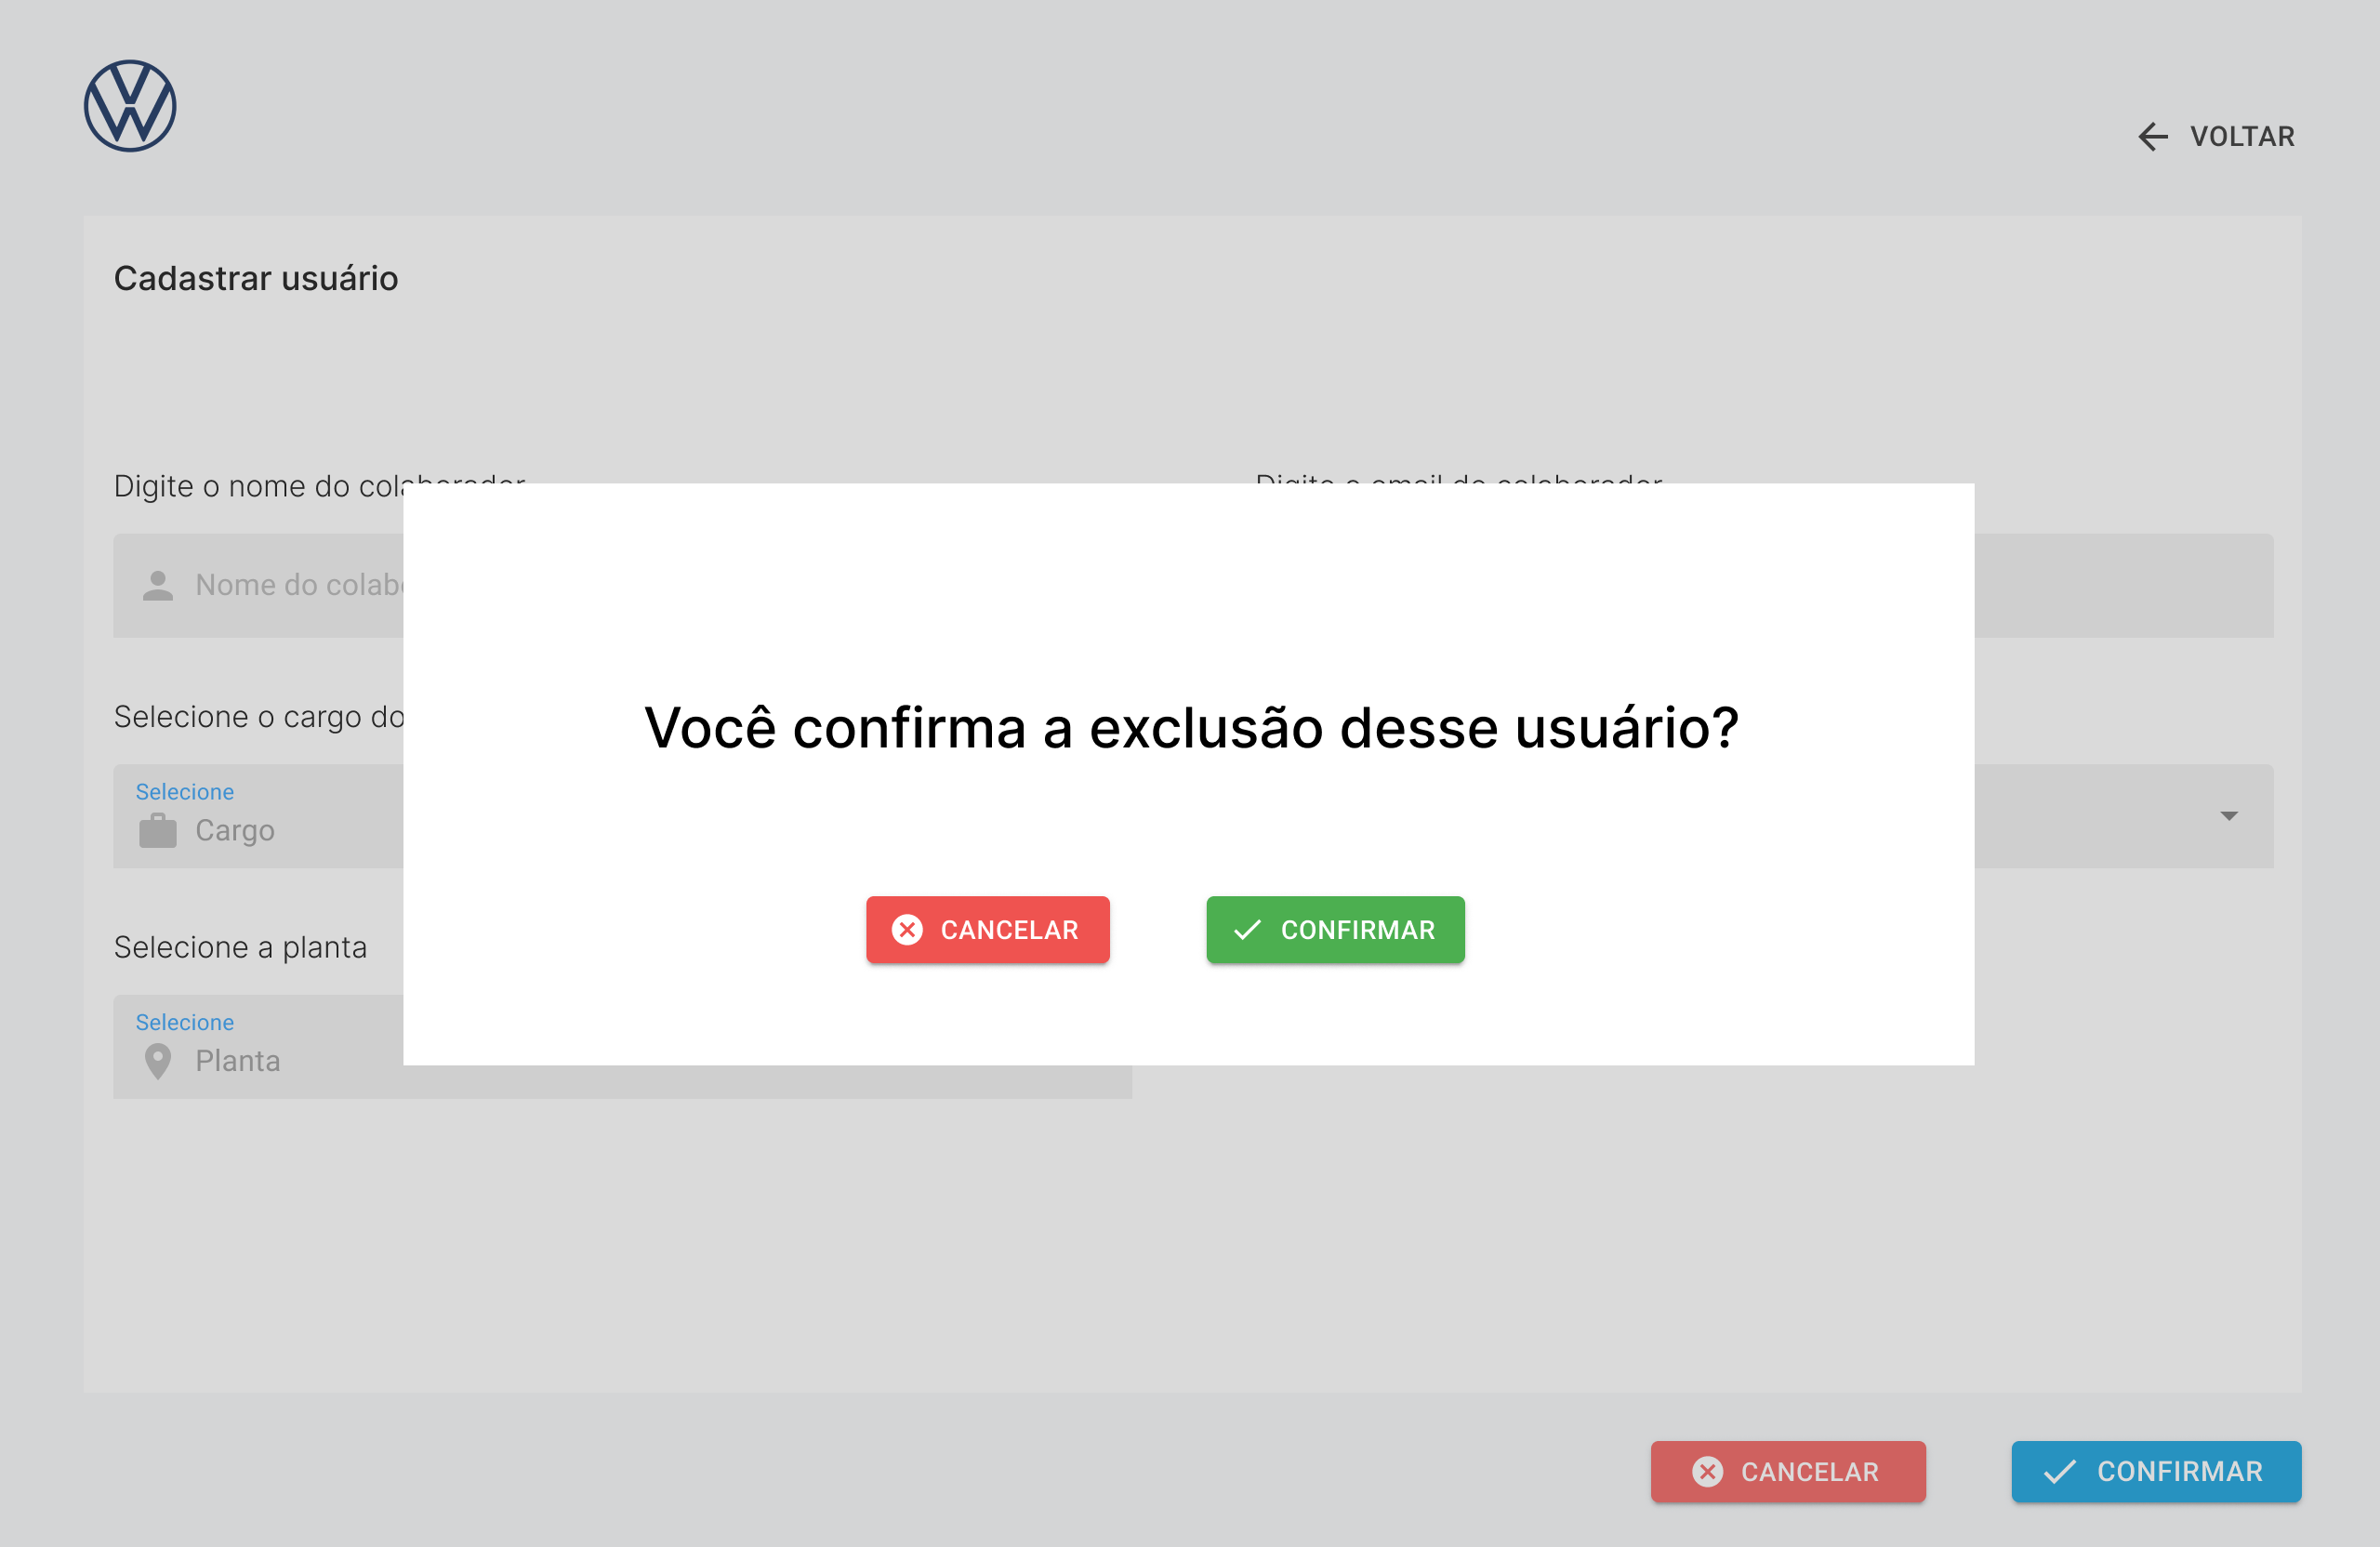 VOLTAR
Cadastrar usuário
Digite o nome do colaborador
Digite o email do colaborador
Nome do colab
Você confirma a exclusão desse usuário?
Selecione o cargo do
Selecione
Cargo
CANCELAR
CONFIRMAR
Selecione a planta
Selecione
Planta
CANCELAR
CONFIRMAR